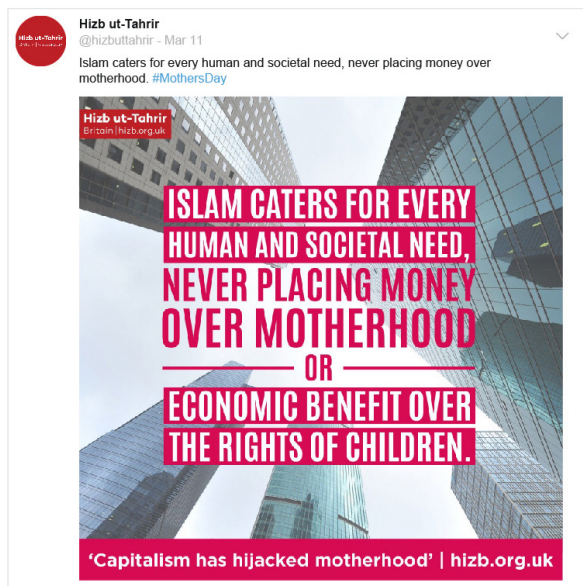 Hizb ut-Tahrir
Hizb ut-Tahrir
@hizbuttahrir - Mar 11
Islam caters for every human and societal need, never placing money over
motherhood. #MothersDay
Hizb ut-Tahrir
Britain | hizb.org.uk
ISLAM CATERS FOR EVERY
HUMAN AND SOCIETAL NEED,
NEVER PLACING MONEY
OVER MOTHERHOOD
OR
ECONOMIC BENEFIT OVER
THE RIGHTS OF CHILDREN.
‘Capitalism has hijacked motherhood’ | hizb.org.uk